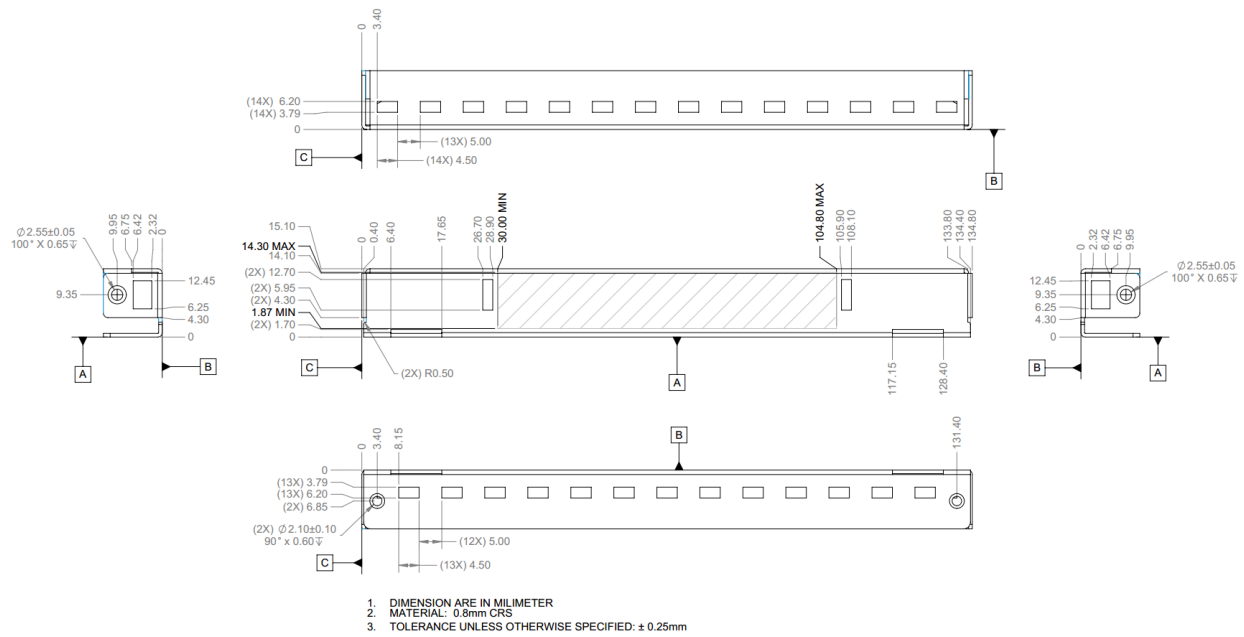 0
3.40
(14X) 6.20
(14X) 3.79
0
(13X) 5.00
(14X) 4.50
C
B
Ø2.55±0.05
100° X 0.65↧
9.95
6.75
6.42
2.32
0
9.35
12.45
6.25
4.30
0
A
B
15.10
14.30 MAX
14.10
(2X) 12.70
(2X) 5.95
(2X) 4.30
1.87 MIN
(2X) 1.70
0
0
0.40
6.40
17.65
26.70
28.90
30.00 MIN
104.80 MAX
105.90
108.10
133.80
134.40
134.80
C
(2X) R0.50
A
117.15
128.40
0
2.32
6.42
6.75
9.95
Ø2.55±0.05
100° X 0.65↧
12.45
9.35
6.25
4.30
0
B
A
B
0
3.40
8.15
131.40
0
(13X) 3.79
(13X) 6.20
(2X) 6.85
(2X) Ø2.10±0.10
90° x 0.60↧
(12X) 5.00
(13X) 4.50
C
1. DIMENSION ARE IN MILIMETER
2. MATERIAL: 0.8mm CRS
3. TOLERANCE UNLESS OTHERWISE SPECIFIED: ± 0.25mm